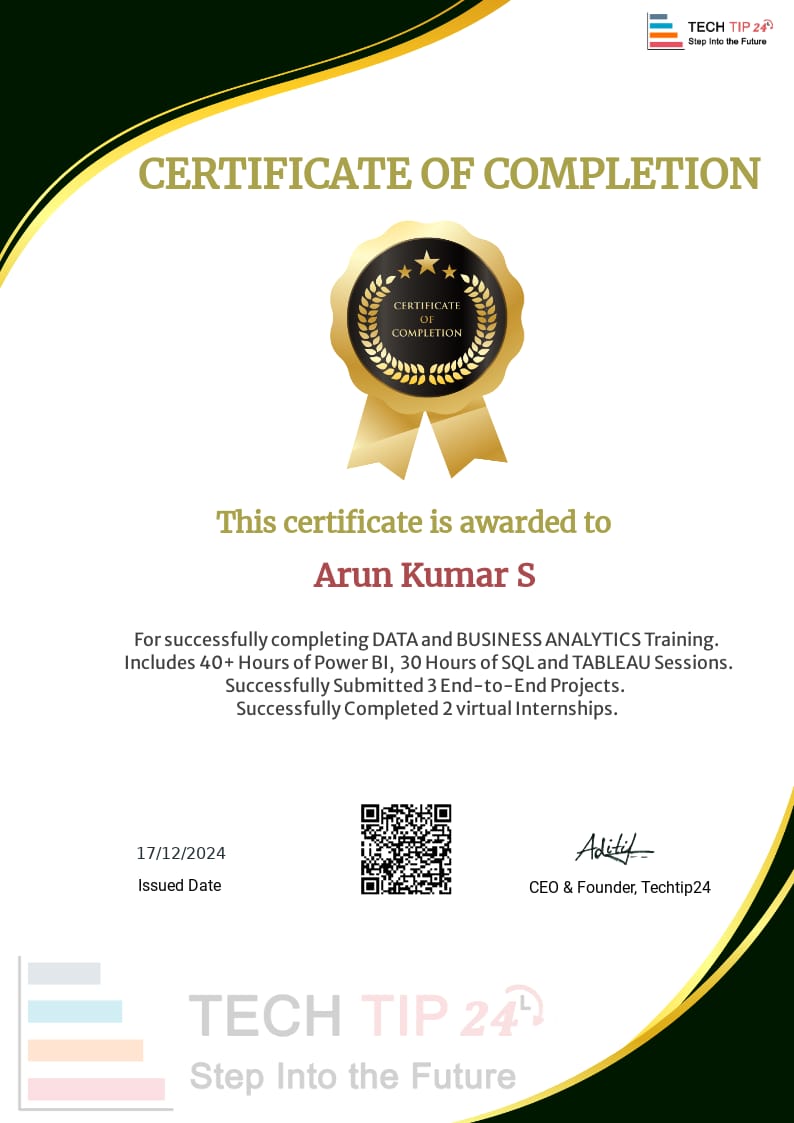 TECH TIP 24
Step Into the Future
CERTIFICATE OF COMPLETION
CERTIFICATE
OF
COMPLETION
This certificate is awarded to
Arun Kumar S
For successfully completing DATA and BUSINESS ANALYTICS Training.
Includes 40+ Hours of Power BI, 30 Hours of SQL and TABLEAU Sessions.
Successfully Submitted 3 End-to-End Projects.
Successfully Completed 2 virtual Internships.
17/12/2024
Issued Date
Aditi
CEO & Founder, Techtip24
TECH TIP 24
Step Into the Future